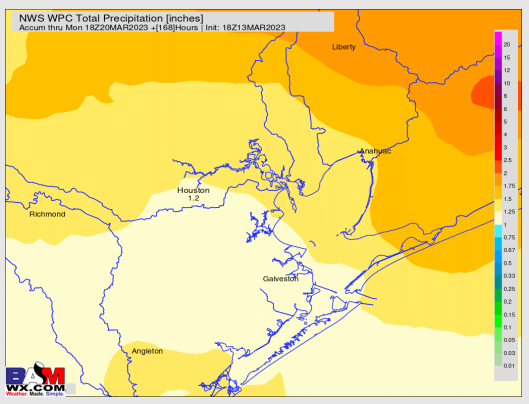 NWS WPC Total Precipitation [inches]
Accum thru Mon 18Z20MAR2023 +[168]Hours | Init: 18Z13MAR2023
Liberty
Anahuac
Houston
1.2
Richmond
Galveston
Angleton
20
15
12
10
8
6
5
4
3
2.5
2
1.75
1.5
1.25
1
0.75
0.67
0.5
0.33
0.25
0.2
0.15
0.1
0.05
0.03
0.01
BAM
WX.COM
Weather. Made. Simple.